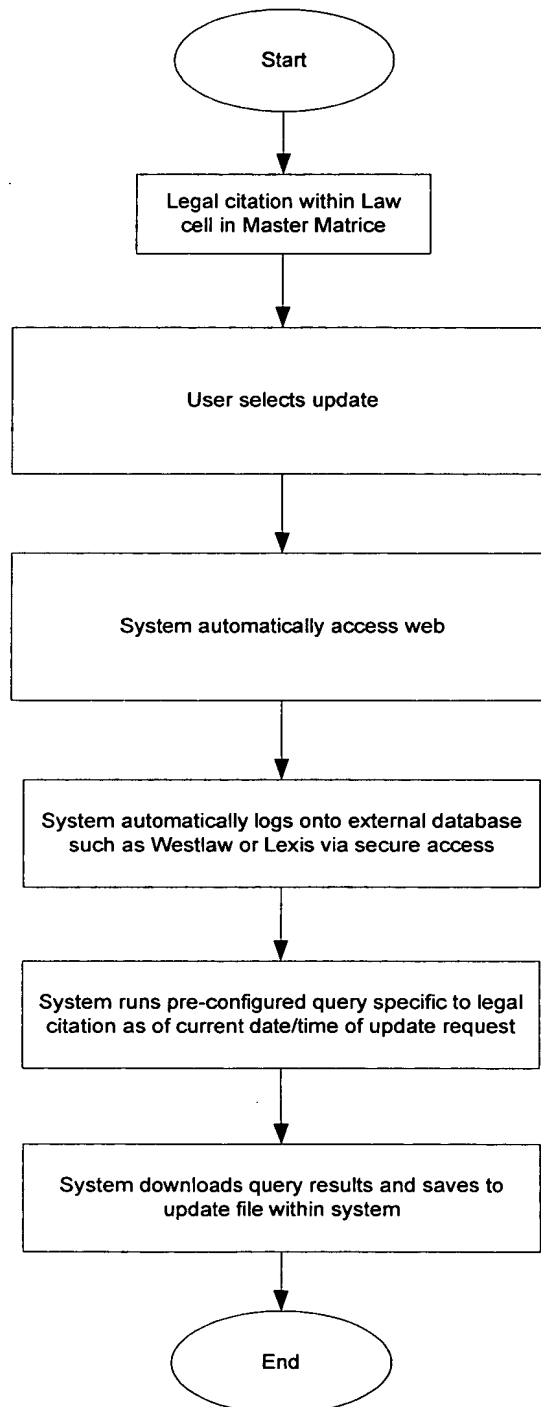 Start
Legal citation within Law
cell in Master Matrice
User selects update
System automatically access web
System automatically logs onto external database
such as Westlaw or Lexis via secure access
System runs pre-configured query specific to legal
citation as of current date/time of update request
System downloads query results and saves to
update file within system
End